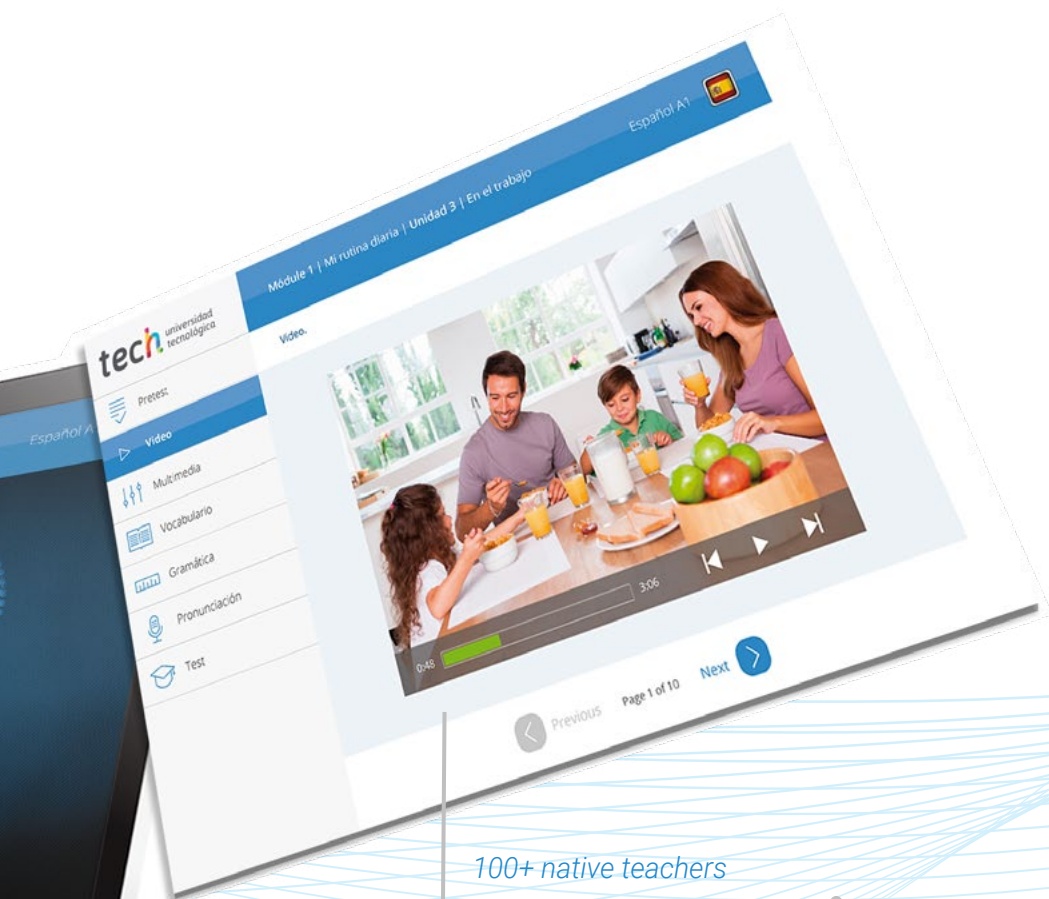 Español A1
Módule 1 | Mi rutina diaria | Unidad 3 | En el trabajo
tech universidad
tecnológica
Video.
Pretest
Video
Multimedia
Vocabulario
Gramática
Pronunciación
Test
0:48
3:06
Previous
Page 1 of 10
Next
Español A
100+ native teachers